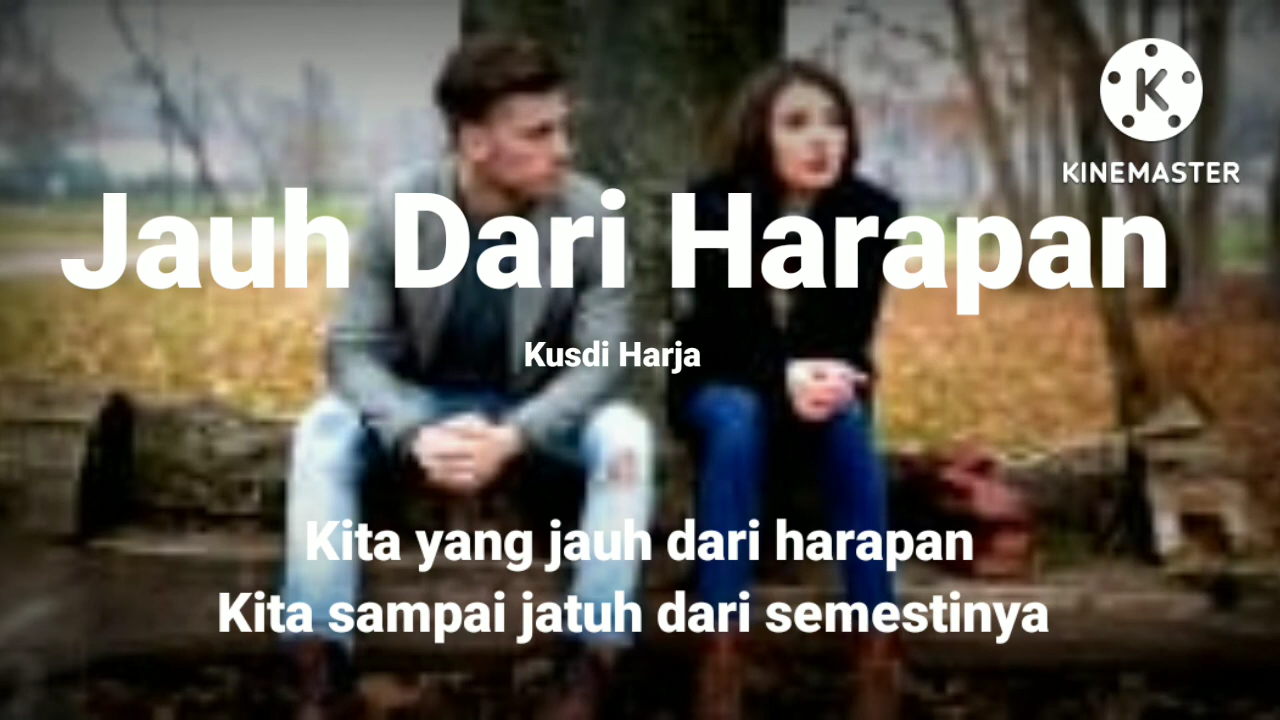 KINEMASTER
Jauh Dari Harapan
Kusdi Harja
Kita yang jauh dari harapan
Kita sampai jatuh dari semestinya